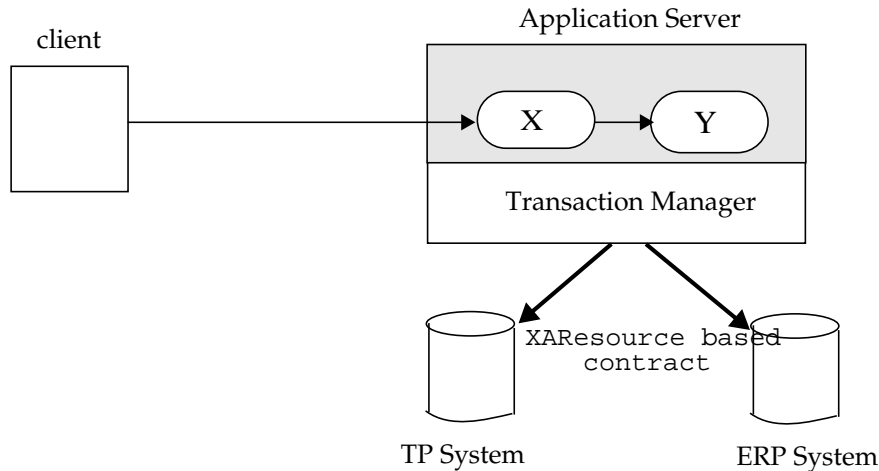 Application Server
client
X
Y
Transaction Manager
XAResource based
contract
TP System
ERP System